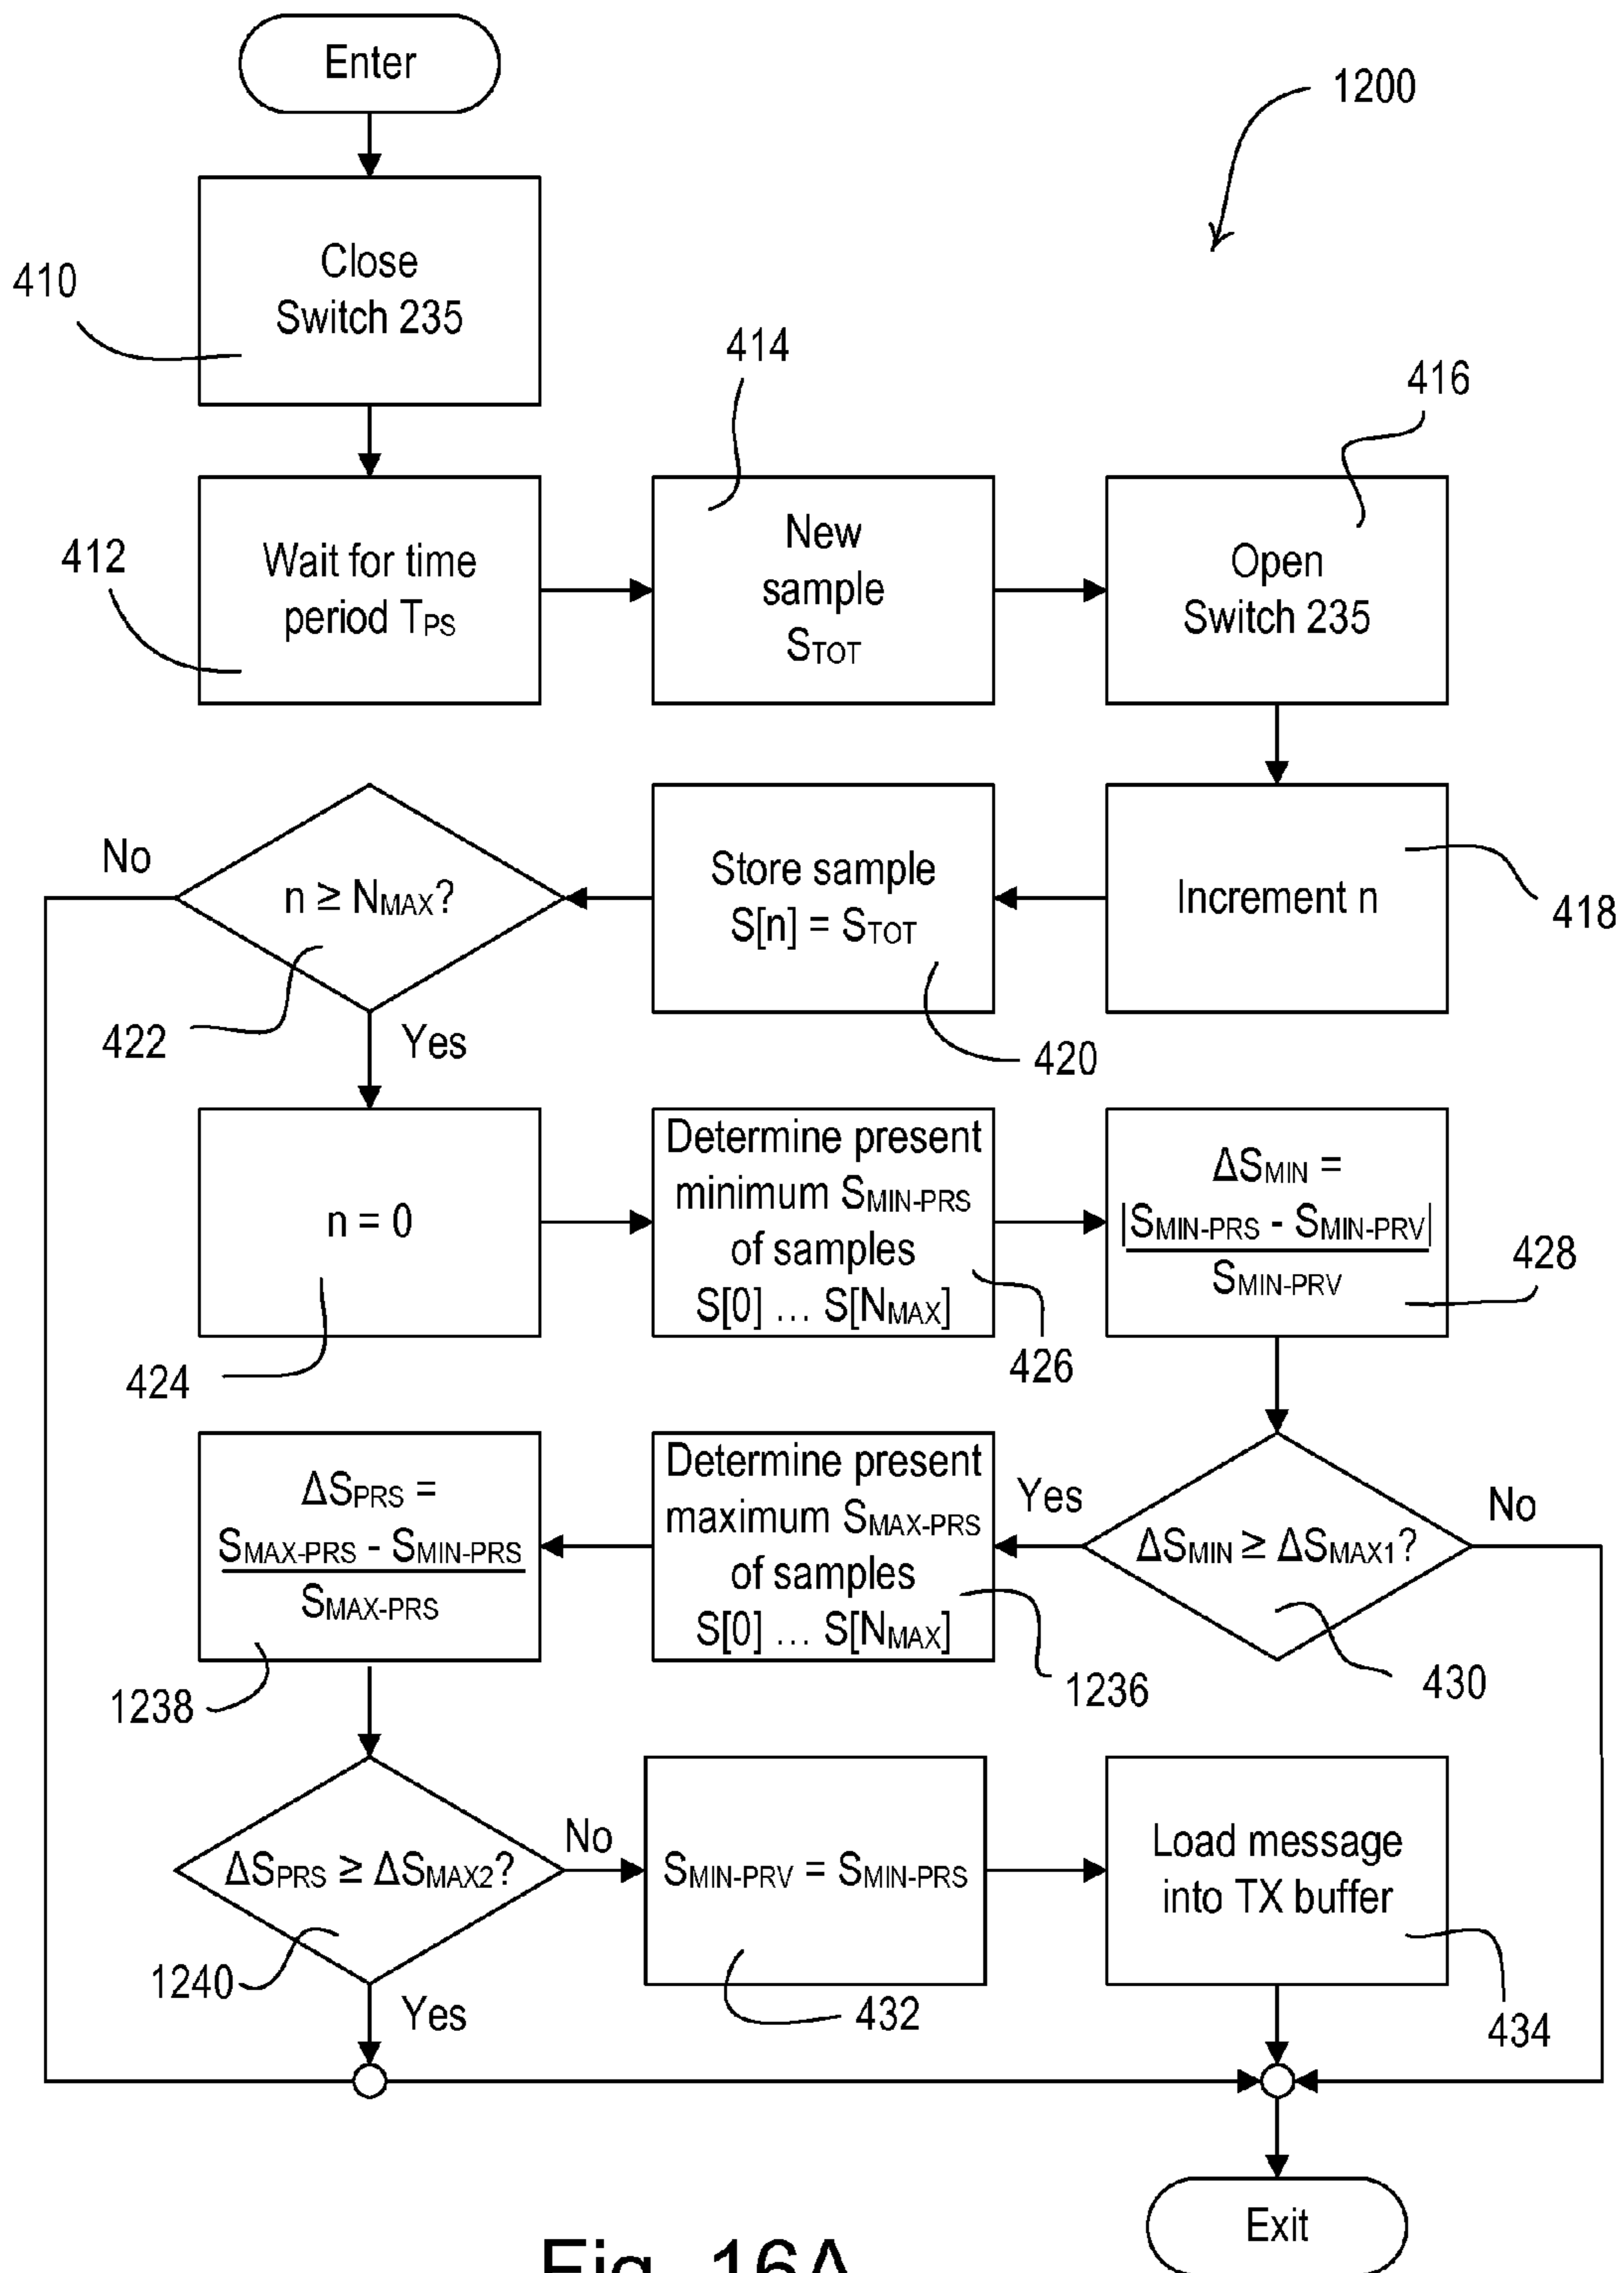 Enter
1200
410
Close
Switch 235
414
416
412
Wait for time
period TPS
New
sample
STOT
Open
Switch 235
No
n ≥ NMAX?
Store sample
S[n] = STOT
Increment n
418
422
Yes
420
n = 0
Determine present
minimum SMIN-PRS
of samples
S[0] ... S[NMAX]
ΔSMIN =
|SMIN-PRS - SMIN-PRV|
SMIN-PRV
428
424
426
ΔSPRS =
SMAX-PRS - SMIN-PRS
SMAX-PRS
Determine present
maximum SMAX-PRS
of samples
S[0] ... S[NMAX]
Yes
ΔSMIN ≥ ΔSMAX1?
No
1238
1236
430
ΔSPRS ≥ ΔSMAX2?
No
SMIN-PRV = SMIN-PRS
Load message
into TX buffer
1240
Yes
432
434
Exit
Fig. 16A